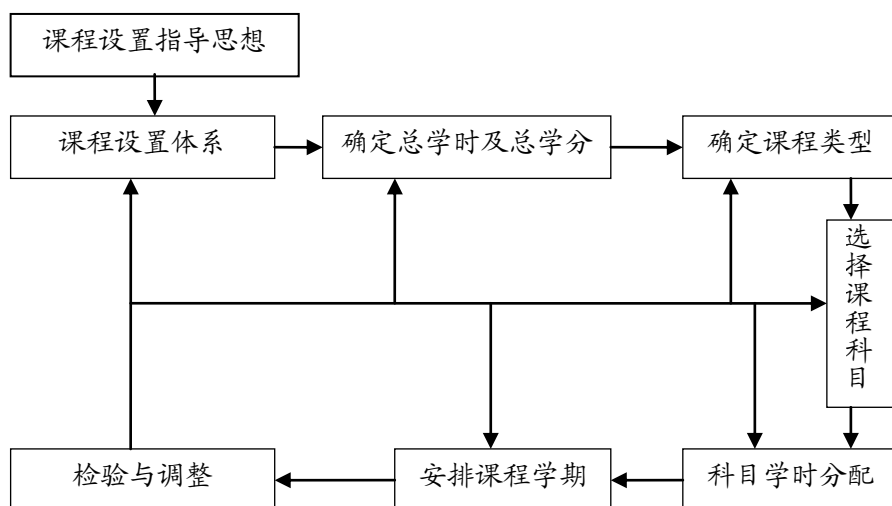 课程设置指导思想
课程设置体系
确定总学时及总学分
确定课程类型
选择课程科目
检验与调整
安排课程学期
科目学时分配